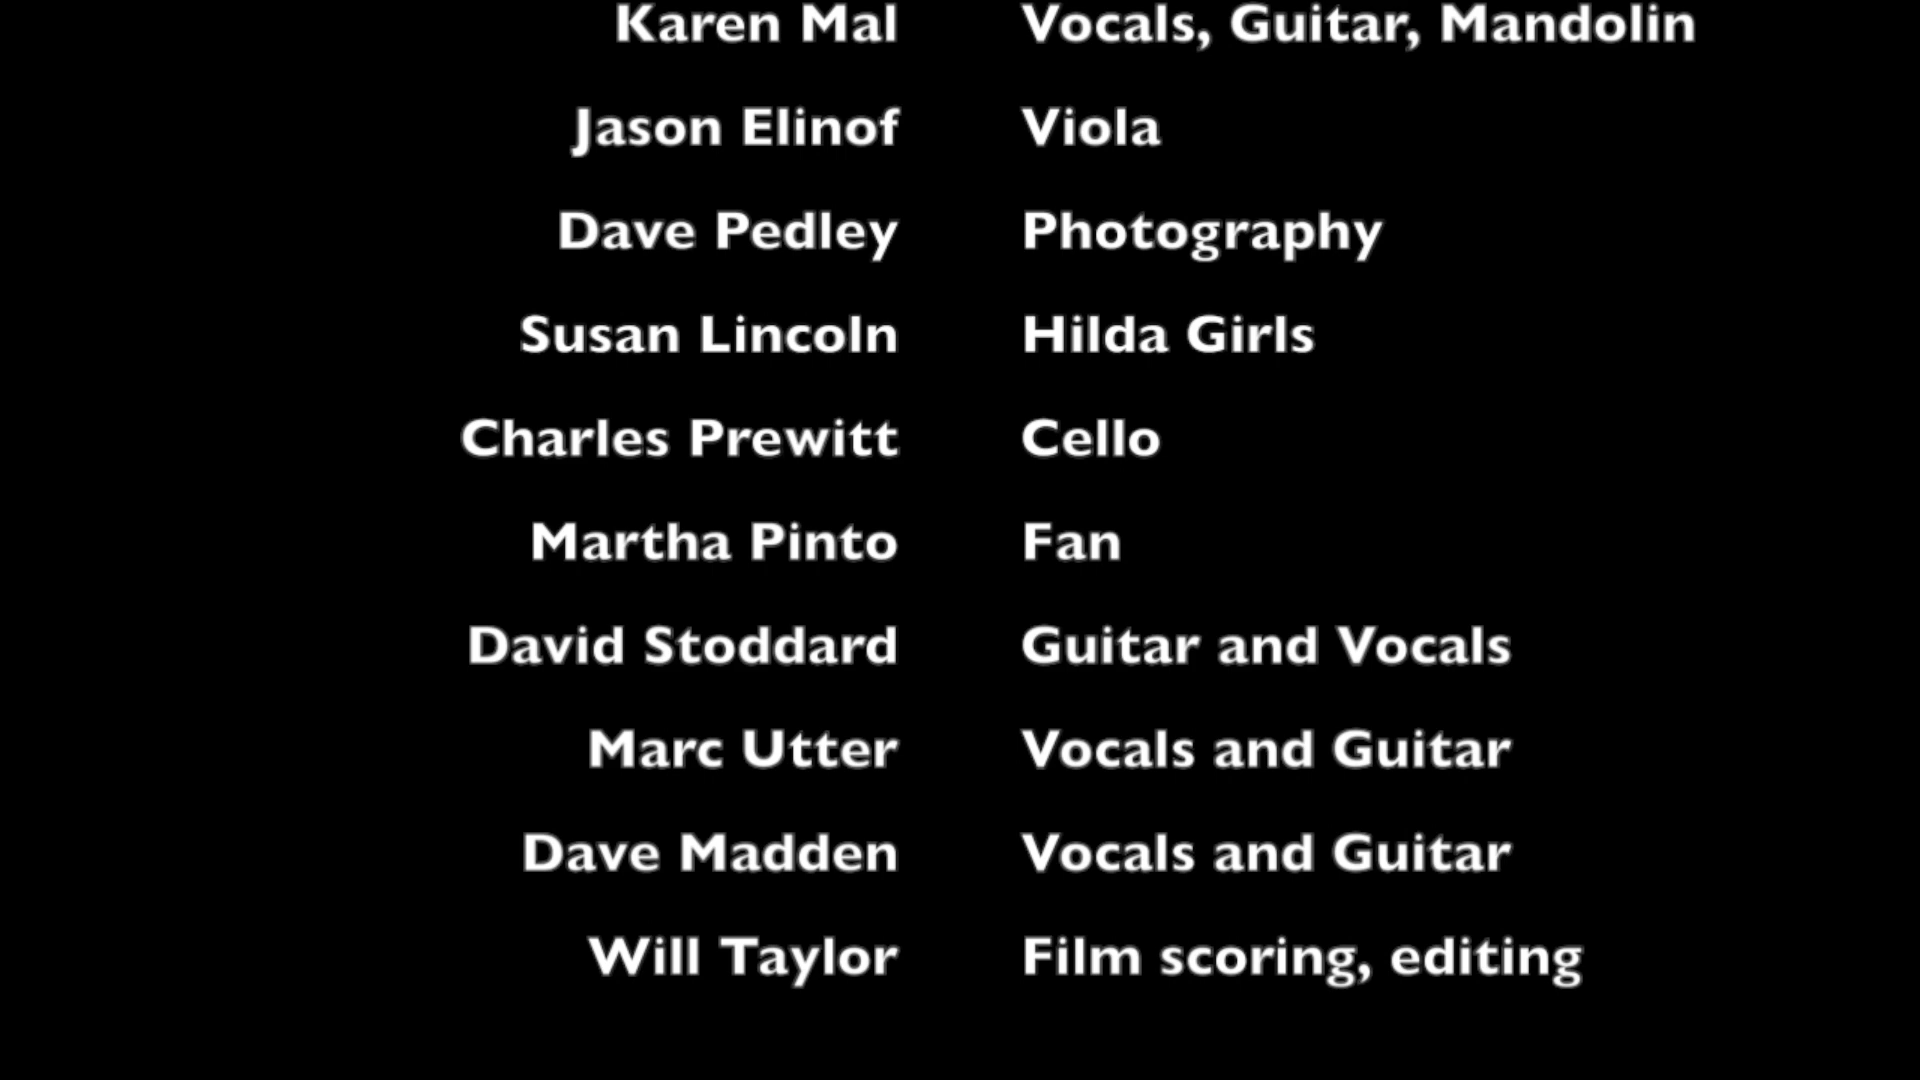 Karen Mal Vocals, Guitar, Mandolin
Jason Elinof Viola
Dave Pedley Photography
Susan Lincoln Hilda Girls
Charles Prewitt Cello
Martha Pinto Fan
David Stoddard Guitar and Vocals
Marc Utter Vocals and Guitar
Dave Madden Vocals and Guitar
Will Taylor Film scoring, editing